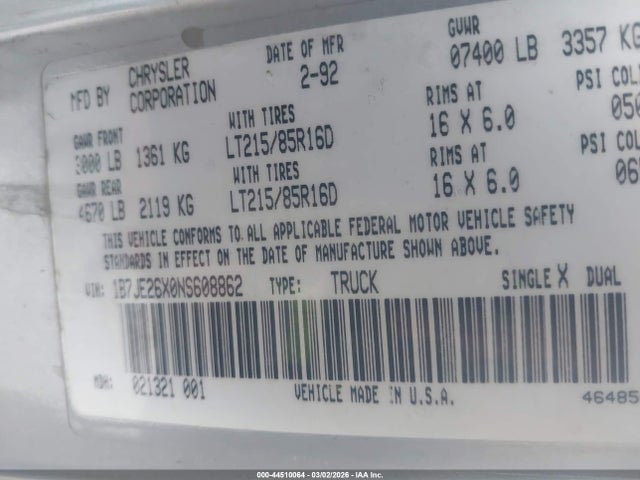 MFD BY CHRYSLER CORPORATION DATE OF MFR 2-92 GVWR 07400 LB 3357 KG
GAWR FRONT 3000 LB 1361 KG WITH TIRES LT215/85R16D RIMS AT 16 X 6.0 PSI COL
GAWR REAR 4670 LB 2119 KG WITH TIRES LT215/85R16D RIMS AT 16 X 6.0 PSI COL
THIS VEHICLE CONFORMS TO ALL APPLICABLE FEDERAL MOTOR VEHICLE SAFETY
STANDARDS IN EFFECT ON THE DATE OF MANUFACTURE SHOWN ABOVE.
VIN: 1B7JE26X0NS608862 TYPE: TRUCK SINGLE X DUAL
MDH: 021321 001 VEHICLE MADE IN U.S.A. 46485
000-44510064 - 03/02/2026 - IAA Inc.